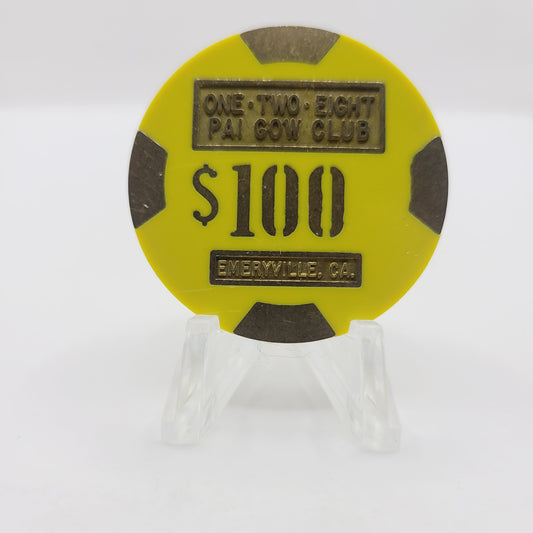 ONE · TWO · EIGHT
PAI GOW CLUB
$100
EMERYVILLE, CA.